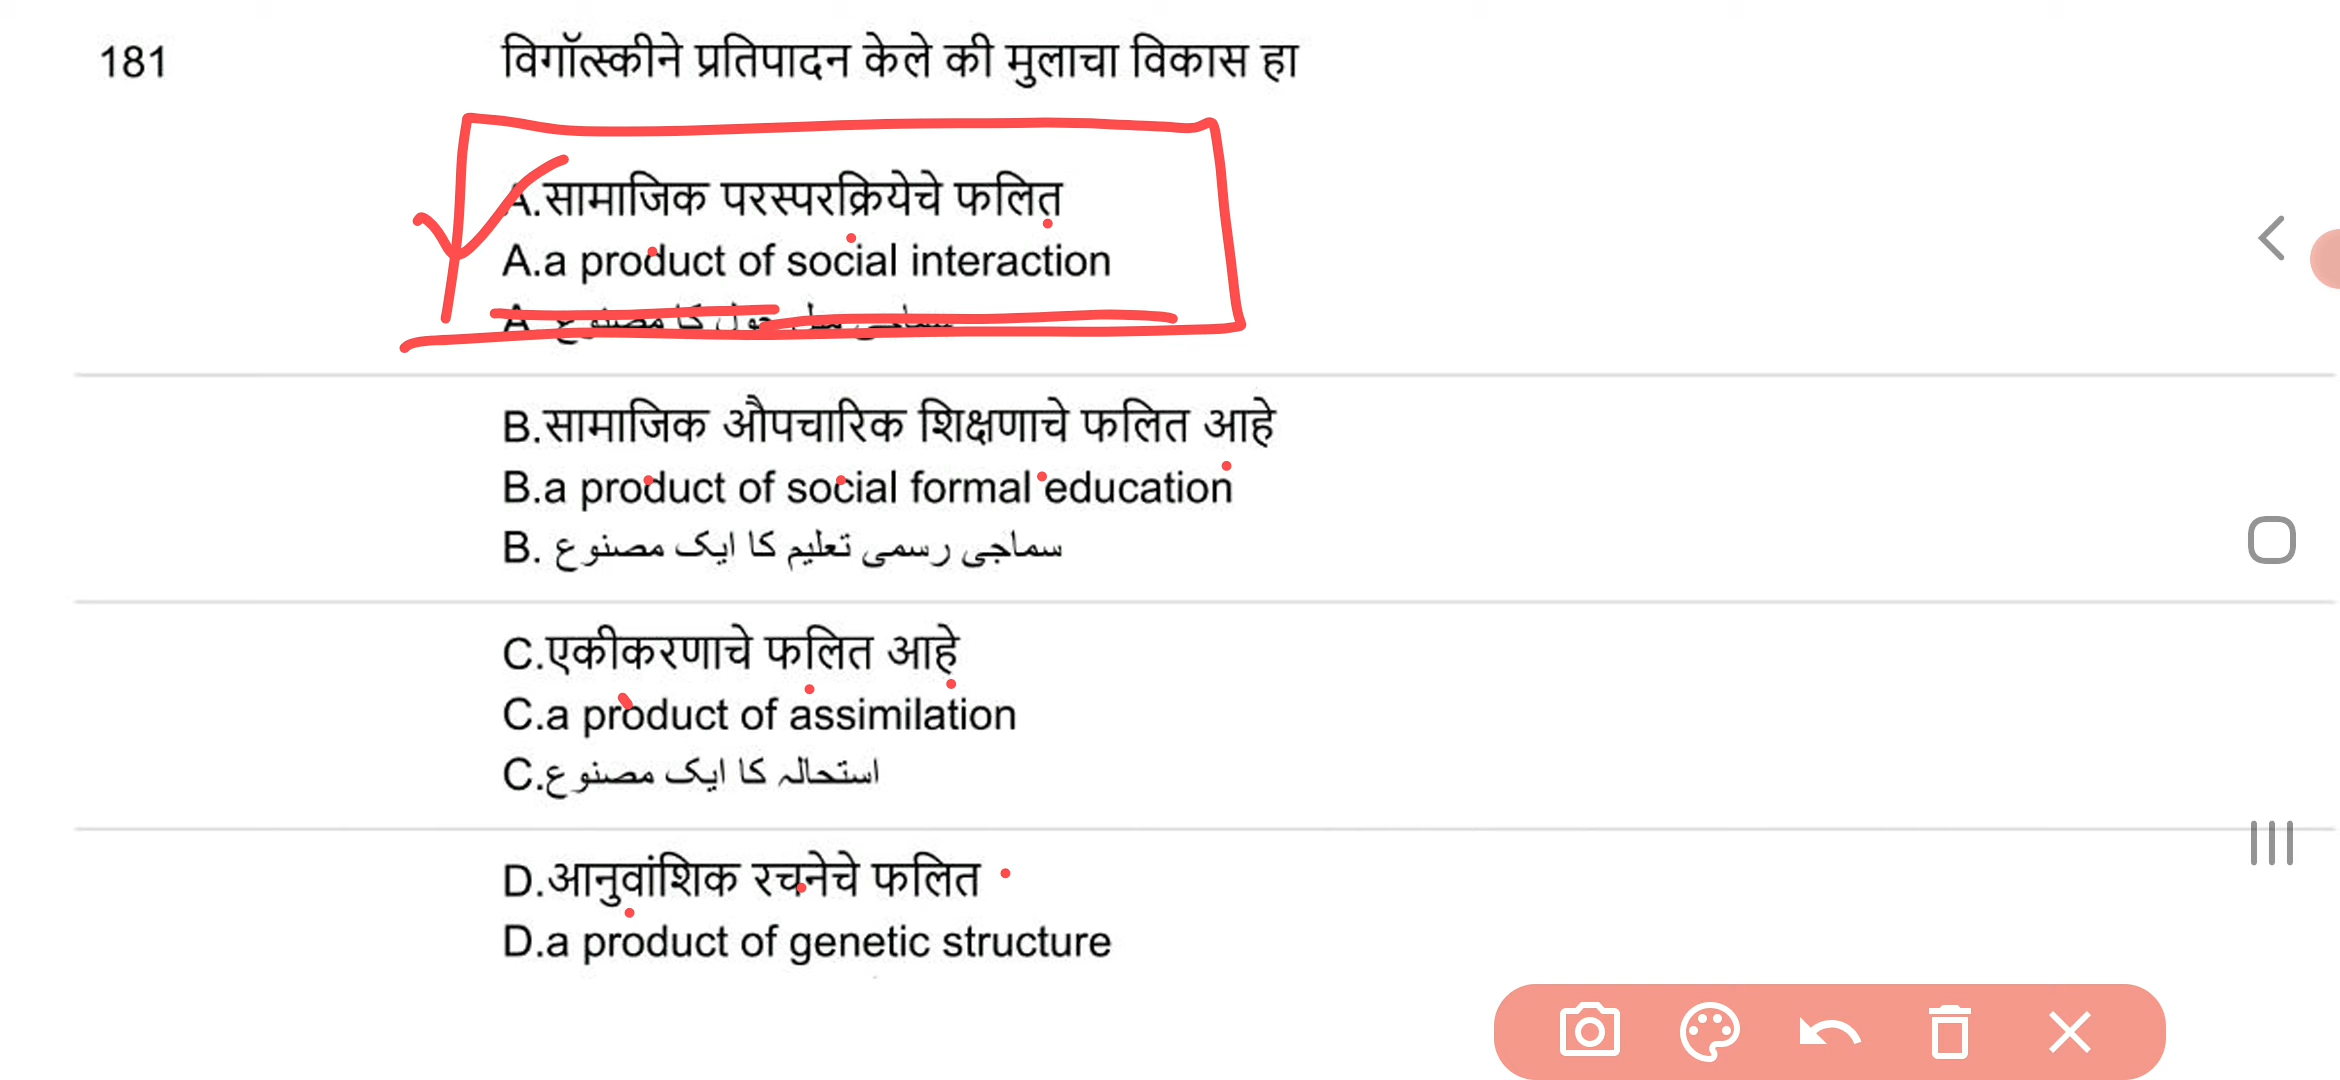 181
विगॉत्स्कीने प्रतिपादन केले की मुलाचा विकास हा
A.सामाजिक परस्परक्रियेचे फलित
A.a product of social interaction
A.
B.सामाजिक औपचारिक शिक्षणाचे फलित आहे
B.a product of social formal education
B. سماجی رسمی تعلیم کا ایک مصنوع
C.एकीकरणाचे फलित आहे
C.a product of assimilation
C.استحالہ کا ایک مصنوع
D.आनुवांशिक रचनेचे फलित
D.a product of genetic structure